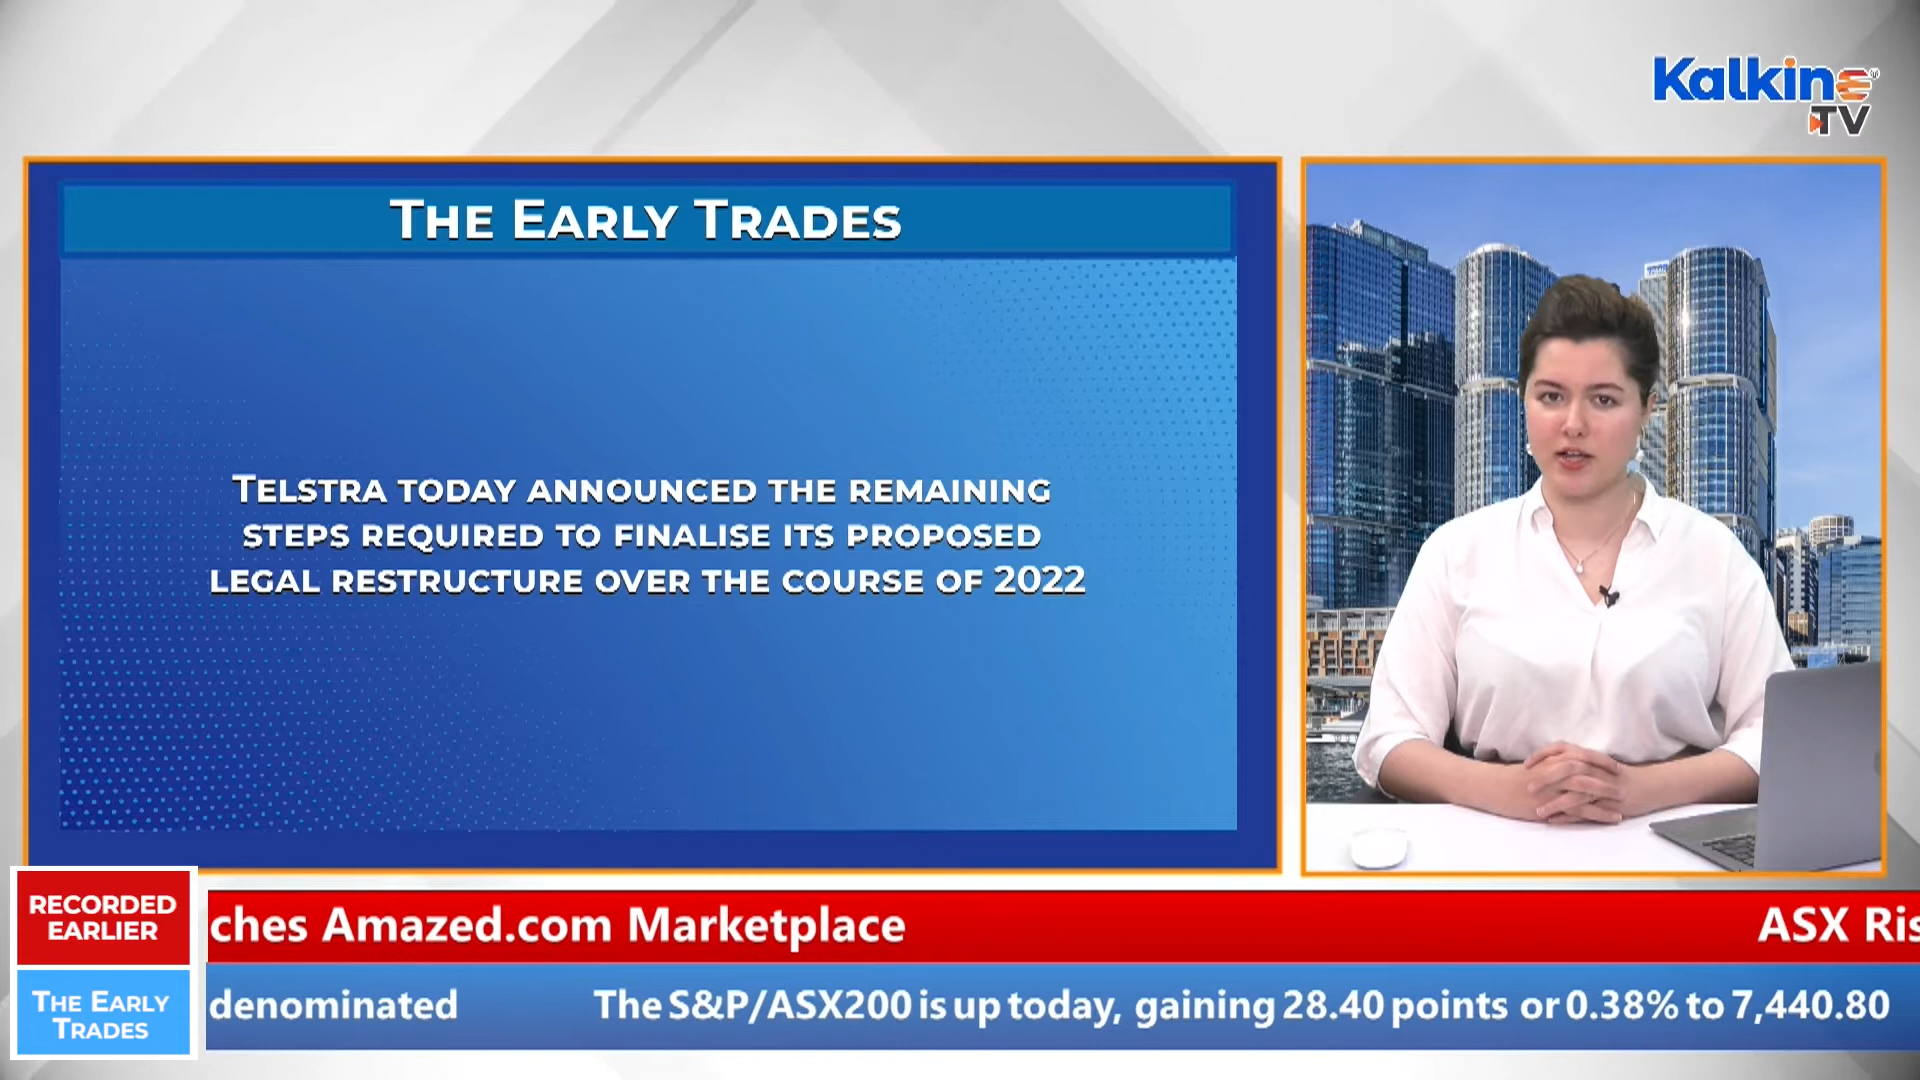 Kalkine
TV
The Early Trades
Telstra today announced the remaining
steps required to finalise its proposed
legal restructure over the course of 2022
RECORDED
EARLIER
ches Amazed.com Marketplace
ASX Ris
The Early
Trades
denominated
The S&P/ASX200 is up today, gaining 28.40 points or 0.38% to 7,440.80